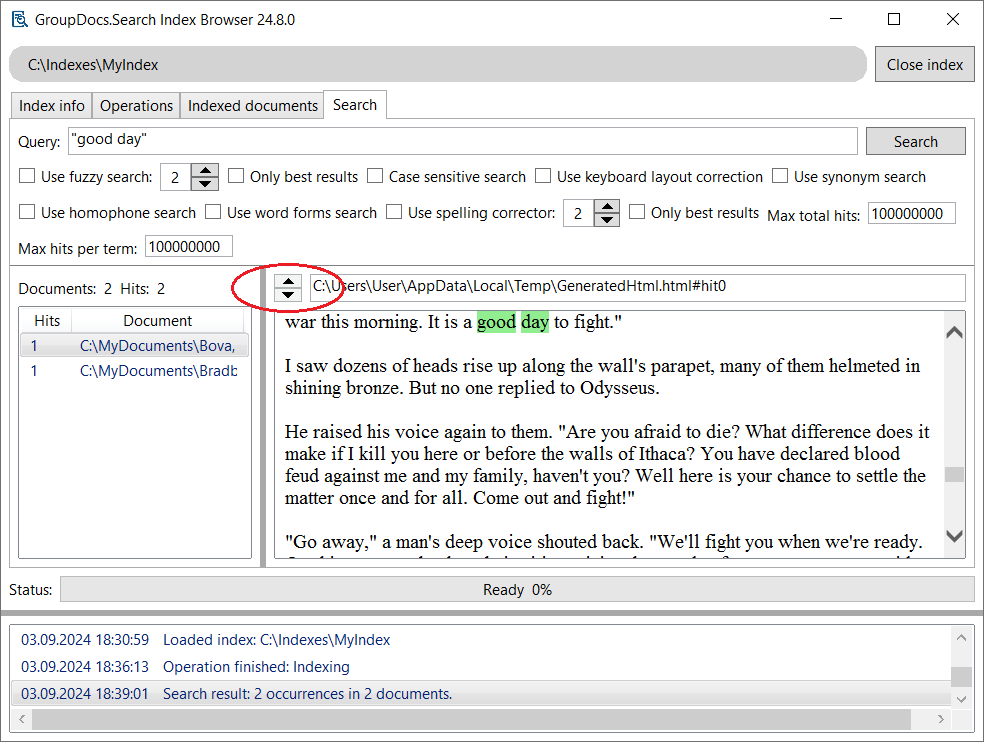 GroupDocs.Search Index Browser 24.8.0
C:\Indexes\MyIndex
Close index
Index info Operations Indexed documents Search
Query: "good day" Search
Use fuzzy search: 2 Only best results Case sensitive search Use keyboard layout correction Use synonym search
Use homophone search Use word forms search Use spelling corrector: 2 Only best results Max total hits: 100000000
Max hits per term: 100000000
Documents: 2 Hits: 2
C:\Users\User\AppData\Local\Temp\GeneratedHtml.html#hit0
Hits Document
1 C:\MyDocuments\Bova,
1 C:\MyDocuments\Bradb
war this morning. It is a good day to fight."
I saw dozens of heads rise up along the wall's parapet, many of them helmeted in
shining bronze. But no one replied to Odysseus.
He raised his voice again to them. "Are you afraid to die? What difference does it
make if I kill you here or before the walls of Ithaca? You have declared blood
feud against me and my family, haven't you? Well here is your chance to settle the
matter once and for all. Come out and fight!"
"Go away," a man's deep voice shouted back. "We'll fight you when we're ready.
Status: Ready 0%
03.09.2024 18:30:59 Loaded index: C:\Indexes\MyIndex
03.09.2024 18:36:13 Operation finished: Indexing
03.09.2024 18:39:01 Search result: 2 occurrences in 2 documents.